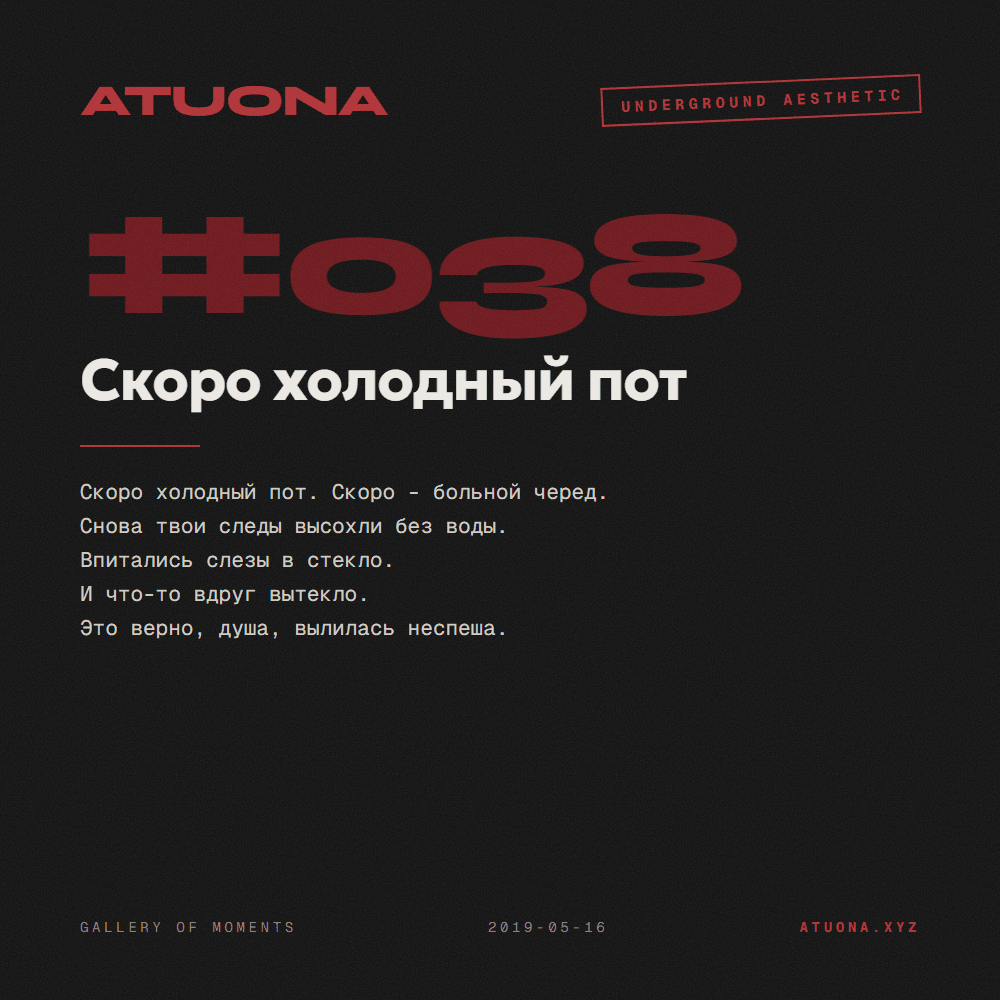 ATUONA
UNDERGROUND AESTHETIC
#038
Скоро холодный пот
Скоро холодный пот. Скоро - больной черед.
Снова твои следы высохли без воды.
Впитались слезы в стекло.
И что-то вдруг вытекло.
Это верно, душа, вылилась неспеша.
GALLERY OF MOMENTS
2019-05-16
ATUONA.XYZ